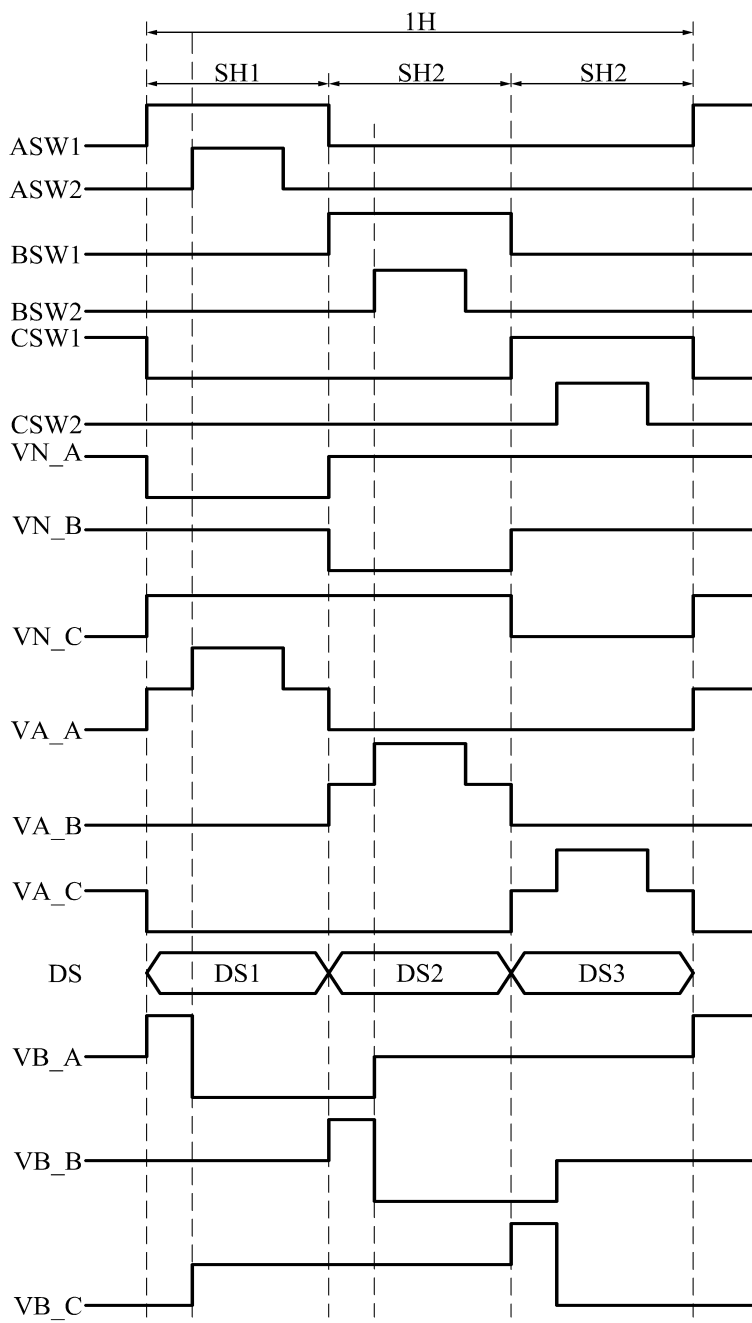 1H
SH1 SH2 SH2
ASW1
ASW2
BSW1
BSW2
CSW1
CSW2
VN_A
VN_B
VN_C
VA_A
VA_B
VA_C
DS DS1 DS2 DS3
VB_A
VB_B
VB_C